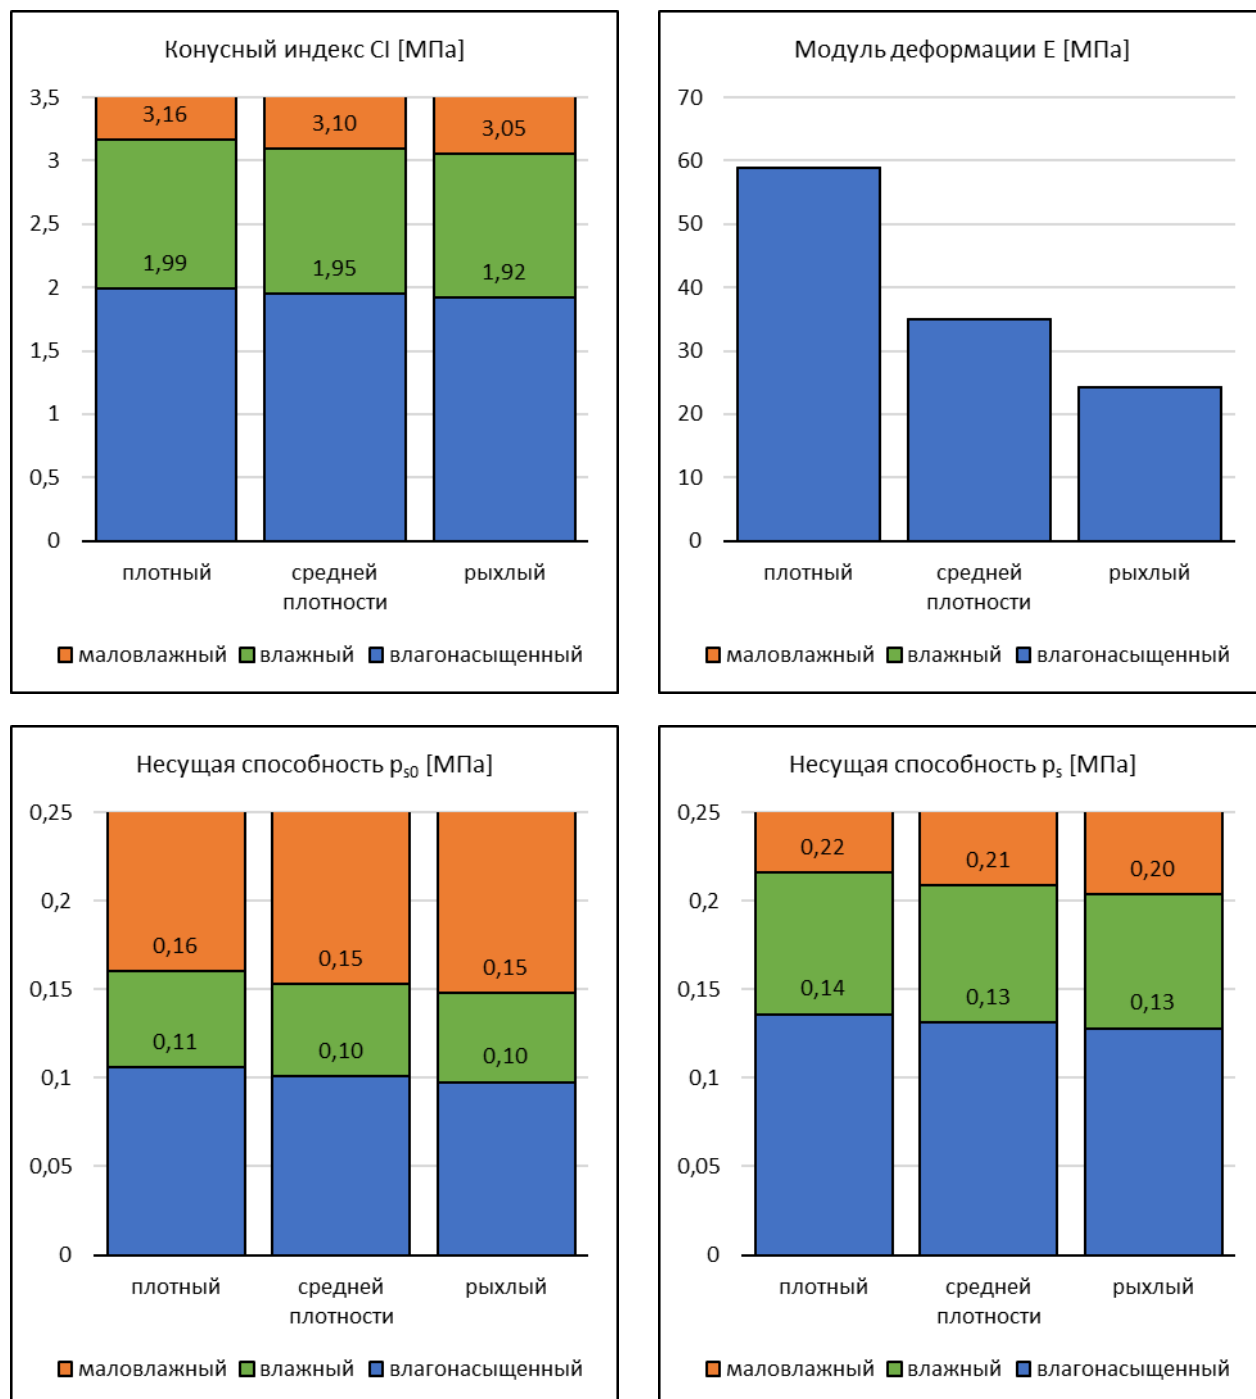 Конусный индекс CI [МПа]
3,5
3
2,5
2
1,5
1
0,5
0
3,16
3,10
3,05
1,99
1,95
1,92
плотный
средней
плотности
рыхлый
маловлажный влажный влагонасыщенный
Модуль деформации E [МПа]
70
60
50
40
30
20
10
0
плотный
средней
плотности
рыхлый
маловлажный влажный влагонасыщенный
Несущая способность ps0 [МПа]
0,25
0,2
0,15
0,1
0,05
0
0,16
0,15
0,15
0,11
0,10
0,10
плотный
средней
плотности
рыхлый
маловлажный влажный влагонасыщенный
Несущая способность ps [МПа]
0,25
0,2
0,15
0,1
0,05
0
0,22
0,21
0,20
0,14
0,13
0,13
плотный
средней
плотности
рыхлый
маловлажный влажный влагонасыщенный